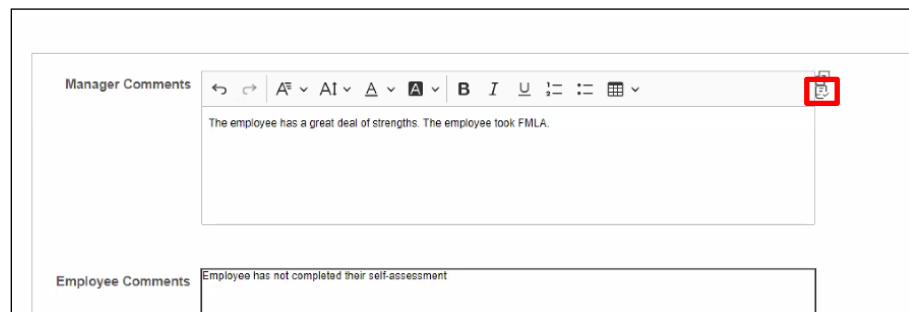 Manager Comments
B I U
The employee has a great deal of strengths. The employee took FMLA.
Employee Comments
Employee has not completed their self-assessment